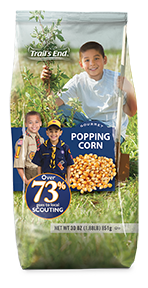 Trail's End.
GOURMET
POPPING
CORN
Over
73%
goes to local
SCOUTING
NET WT 30 OZ (1.88LB) 851g